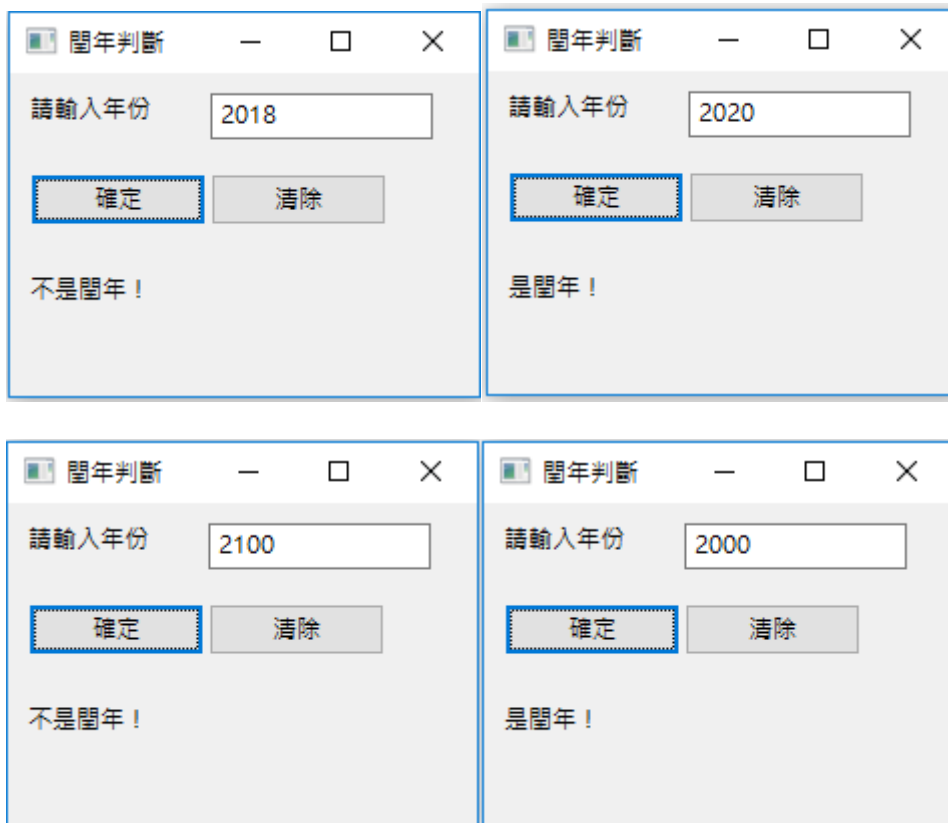 閏年判斷
請輸入年份 2018
確定 清除
不是閏年！
閏年判斷
請輸入年份 2020
確定 清除
是閏年！
閏年判斷
請輸入年份 2100
確定 清除
不是閏年！
閏年判斷
請輸入年份 2000
確定 清除
是閏年！